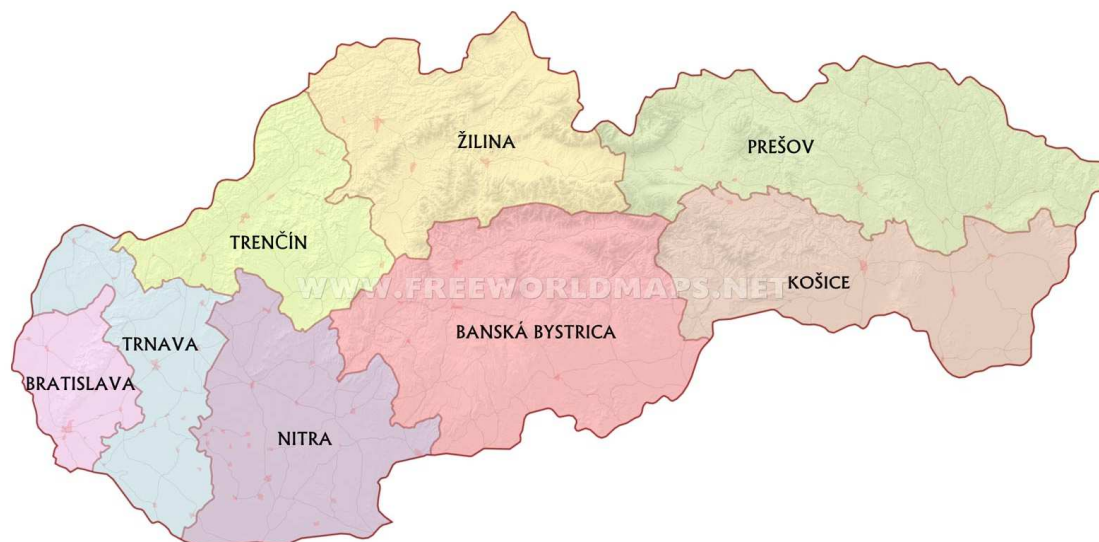 ŽILINA
PREŠOV
TRENČÍN
KOŠICE
WWW.FREEWORLDMAPS.NET
BANSKÁ BYSTRICA
TRNAVA
BRATISLAVA
NITRA